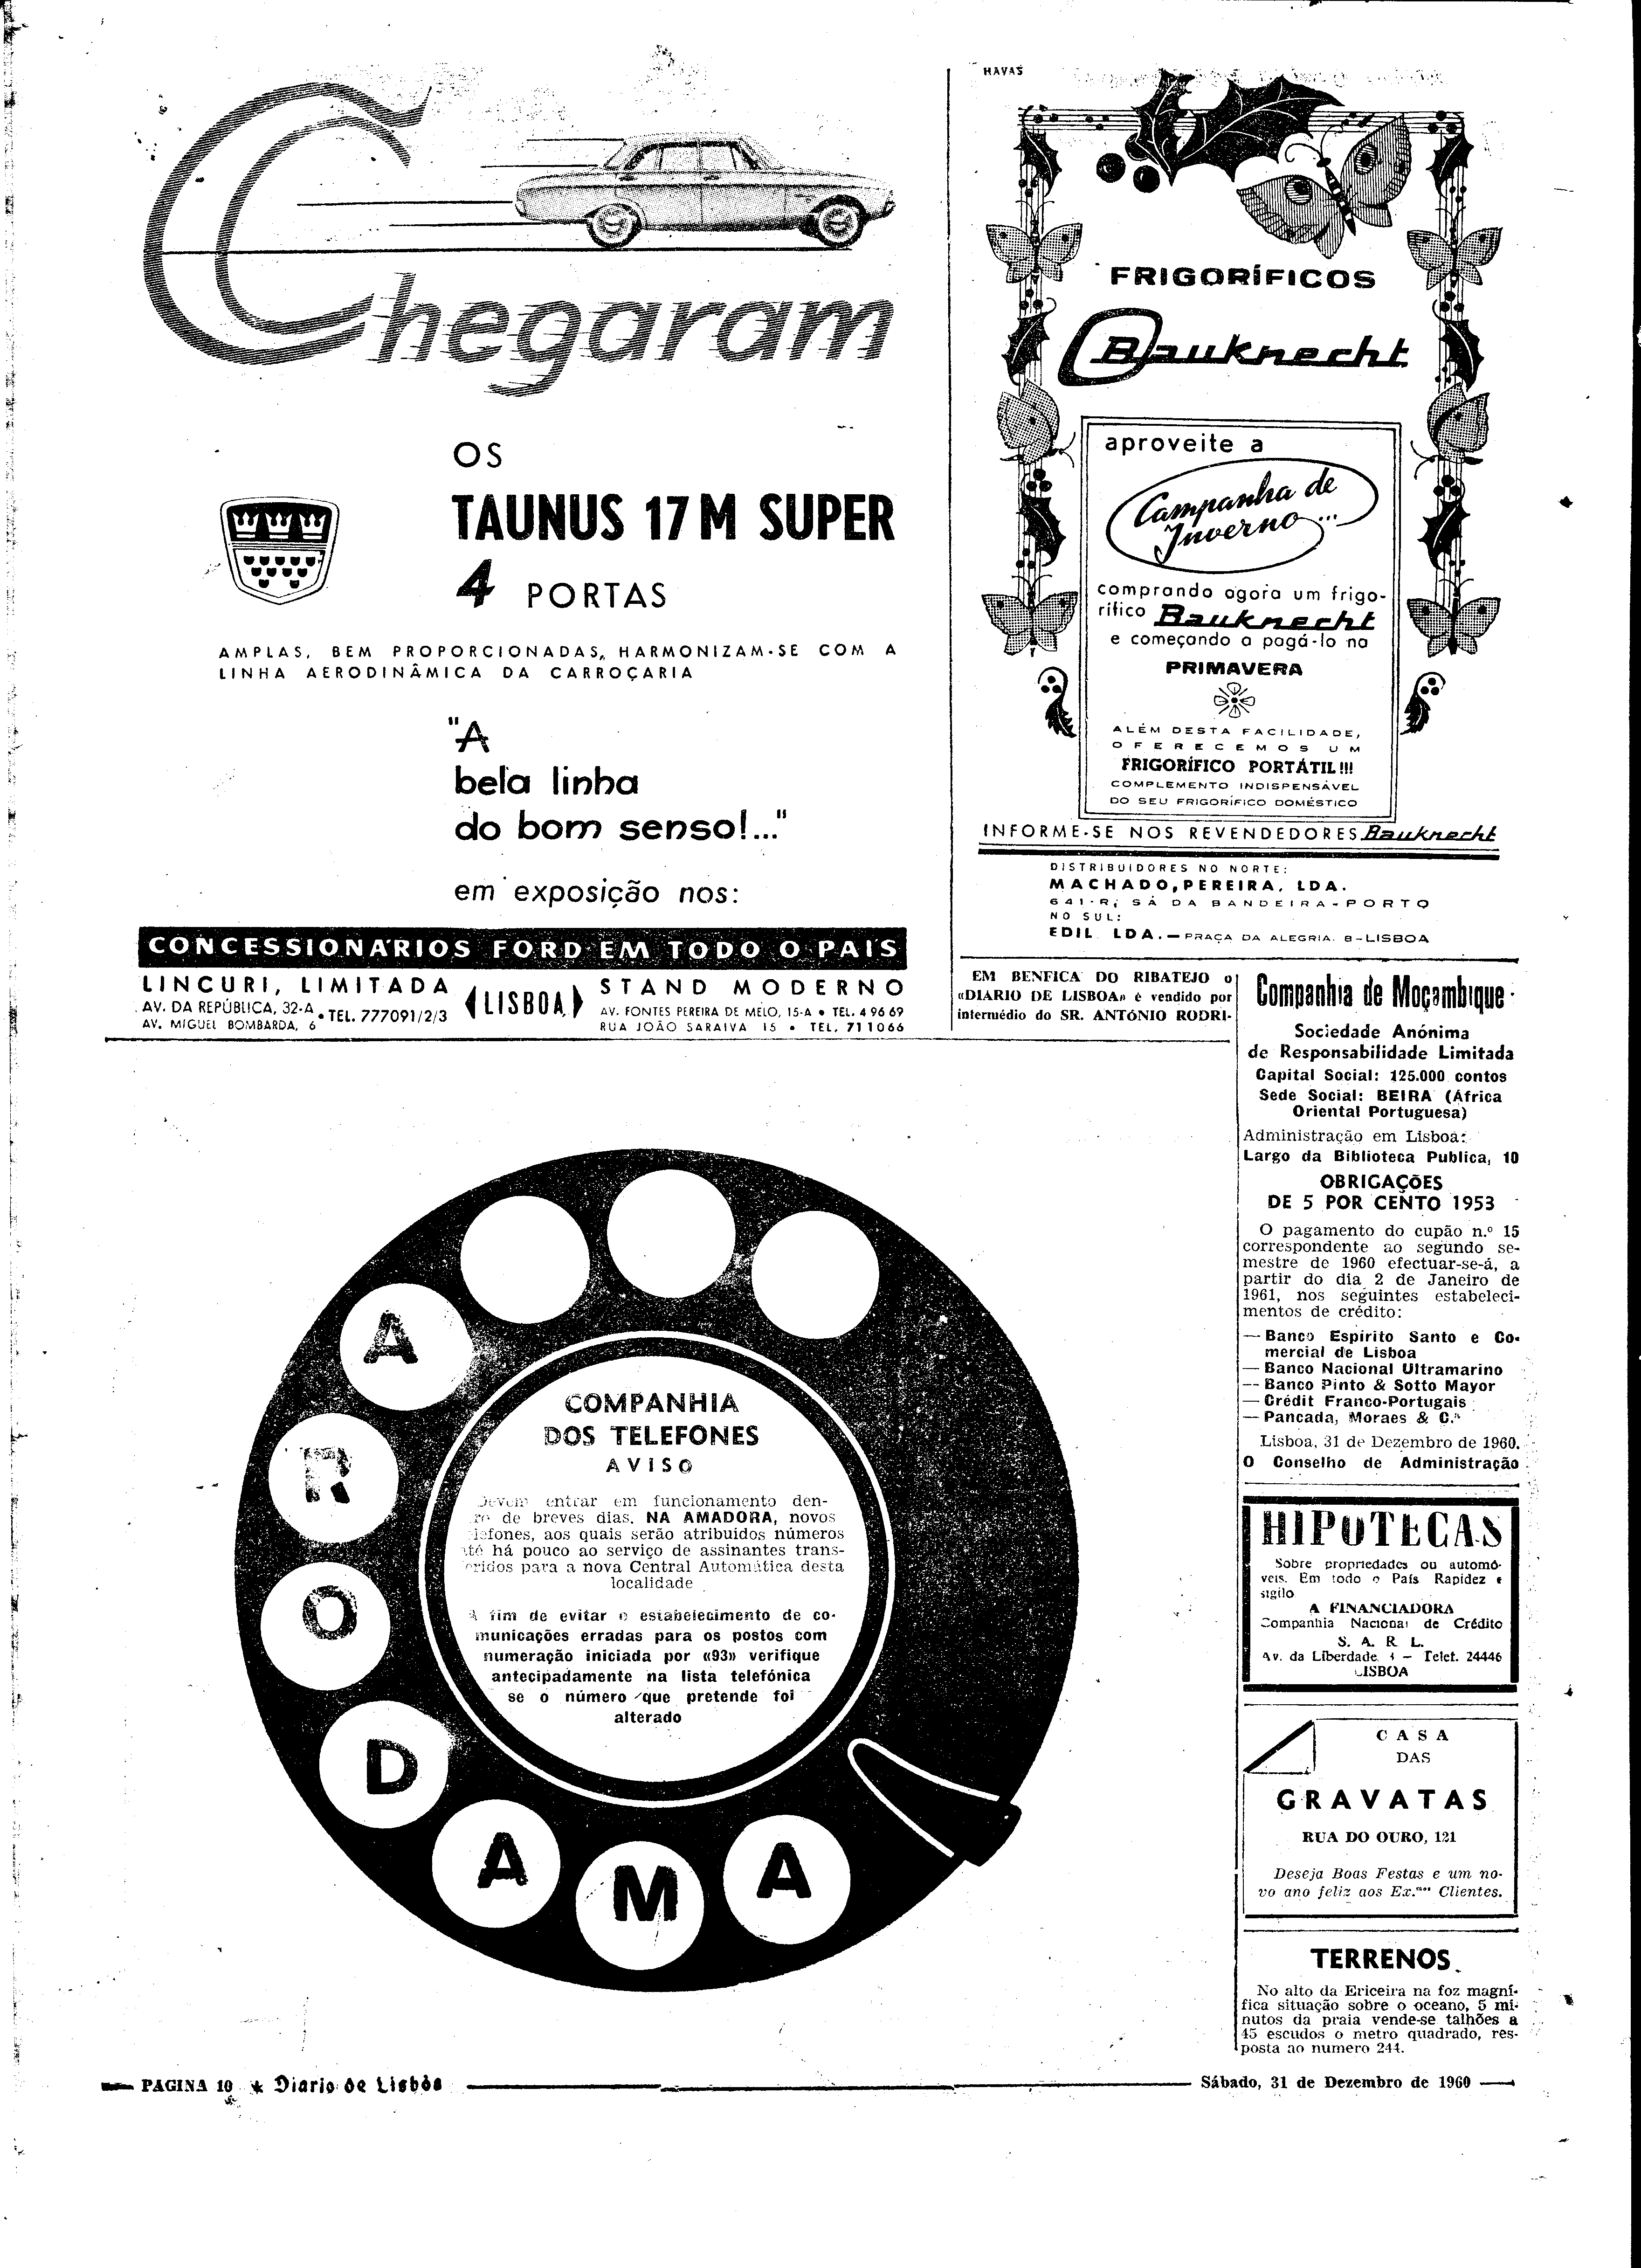 Chegaram
OS
TAUNUS 17 M SUPER
4 PORTAS
AMPLAS, BEM PROPORCIONADAS, HARMONIZAM-SE COM A
LINHA AERODINÂMICA DA CARROÇARIA
"A
bela linha
do bom senso!..."
em exposição nos:
CONCESSIONÁRIOS FORD EM TODO O PAÍS
LINCURI, LIMITADA
AV. DA REPÚBLICA, 32-A
AV. MIGUEL BOMBARDA, 6 • TEL. 777091/2/3
LISBOA
STAND MODERNO
AV. FONTES PEREIRA DE MELO, 15-A • TEL. 4 96 69
RUA JOÃO SARAIVA 15 • TEL. 711066
HAVAS
FRIGORÍFICOS
Bauknecht
aproveite a
Campanha de
Inverno...
comprando agora um frigo-
rífico Bauknecht
e começando a pagá-lo na
PRIMAVERA
ALÉM DESTA FACILIDADE,
OFERECEMOS UM
FRIGORÍFICO PORTÁTIL!!!
COMPLEMENTO INDISPENSÁVEL
DO SEU FRIGORÍFICO DOMÉSTICO
INFORME-SE NOS REVENDEDORES Bauknecht
DISTRIBUIDORES NO NORTE:
MACHADO, PEREIRA, LDA.
641-R. SÁ DA BANDEIRA-PORTO
NO SUL:
EDIL LDA.—PRAÇA DA ALEGRIA, 8-LISBOA
EM BENFICA DO RIBATEJO o
«DIARIO DE LISBOA» é vendido por
intermédio do SR. ANTÓNIO RODRI-
Companhia de Moçambique
Sociedade Anónima
de Responsabilidade Limitada
Capital Social: 125.000 contos
Sede Social: BEIRA (África
Oriental Portuguesa)
Administração em Lisboa:
Largo da Biblioteca Publica, 10
OBRIGAÇÕES
DE 5 POR CENTO 1953
O pagamento do cupão n.º 15
correspondente ao segundo se-
mestre de 1960 efectuar-se-á, a
partir do dia 2 de Janeiro de
1961, nos seguintes estabeleci-
mentos de crédito:
— Banco Espírito Santo e Co-
mercial de Lisboa
— Banco Nacional Ultramarino
— Banco Pinto & Sotto Mayor
— Crédit Franco-Portugais
— Pancada, Moraes & C.ª
Lisboa, 31 de Dezembro de 1960.
O Conselho de Administração
HIPOTECAS
Sobre propriedades ou automó-
veis. Em todo o País Rapidez e
sigilo
A FINANCIADORA
Companhia Nacional de Crédito
S. A. R. L.
Av. da Liberdade — Telef. 24446
LISBOA
CASA
DAS
GRAVATAS
RUA DO OURO, 121
Deseja Boas Festas e um no-
vo ano feliz aos Ex.mos Clientes.
TERRENOS
No alto da Ericeira na foz magní-
fica situação sobre o oceano, 5 mi-
nutos da praia vende-se talhões a
45 escudos o metro quadrado, res-
posta ao numero 244.
COMPANHIA
DOS TELEFONES
AVISO
Devem entrar em funcionamento den-
tro de breves dias, NA AMADORA, novos
telefones, aos quais serão atribuídos números
até há pouco ao serviço de assinantes trans-
feridos para a nova Central Automática desta
localidade
A fim de evitar o estabelecimento de co-
municações erradas para os postos com
numeração iniciada por «93» verifique
antecipadamente na lista telefónica
se o número que pretende foi
alterado
A
R
O
D
A
M
A
PAGINA 10 ★ Diario de Lisbôa
Sábado, 31 de Dezembro de 1960